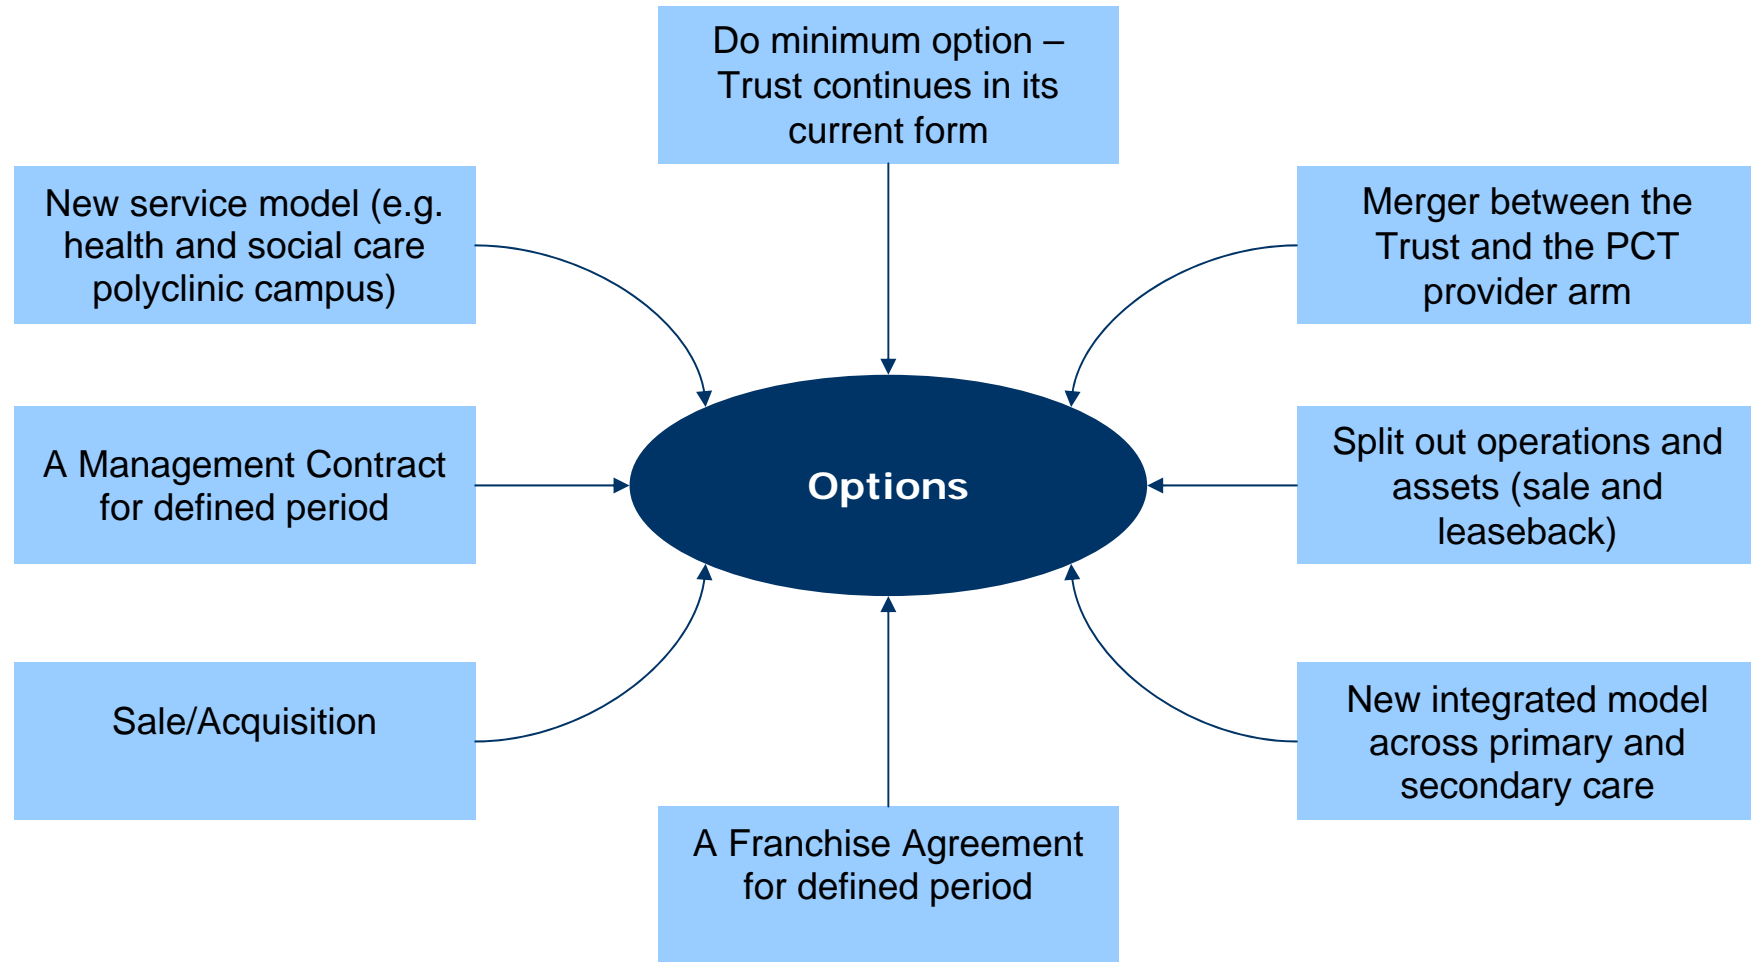 Do minimum option –
Trust continues in its
current form
New service model (e.g.
health and social care
polyclinic campus)
Merger between the
Trust and the PCT
provider arm
A Management Contract
for defined period
Options
Split out operations and
assets (sale and
leaseback)
Sale/Acquisition
New integrated model
across primary and
secondary care
A Franchise Agreement
for defined period